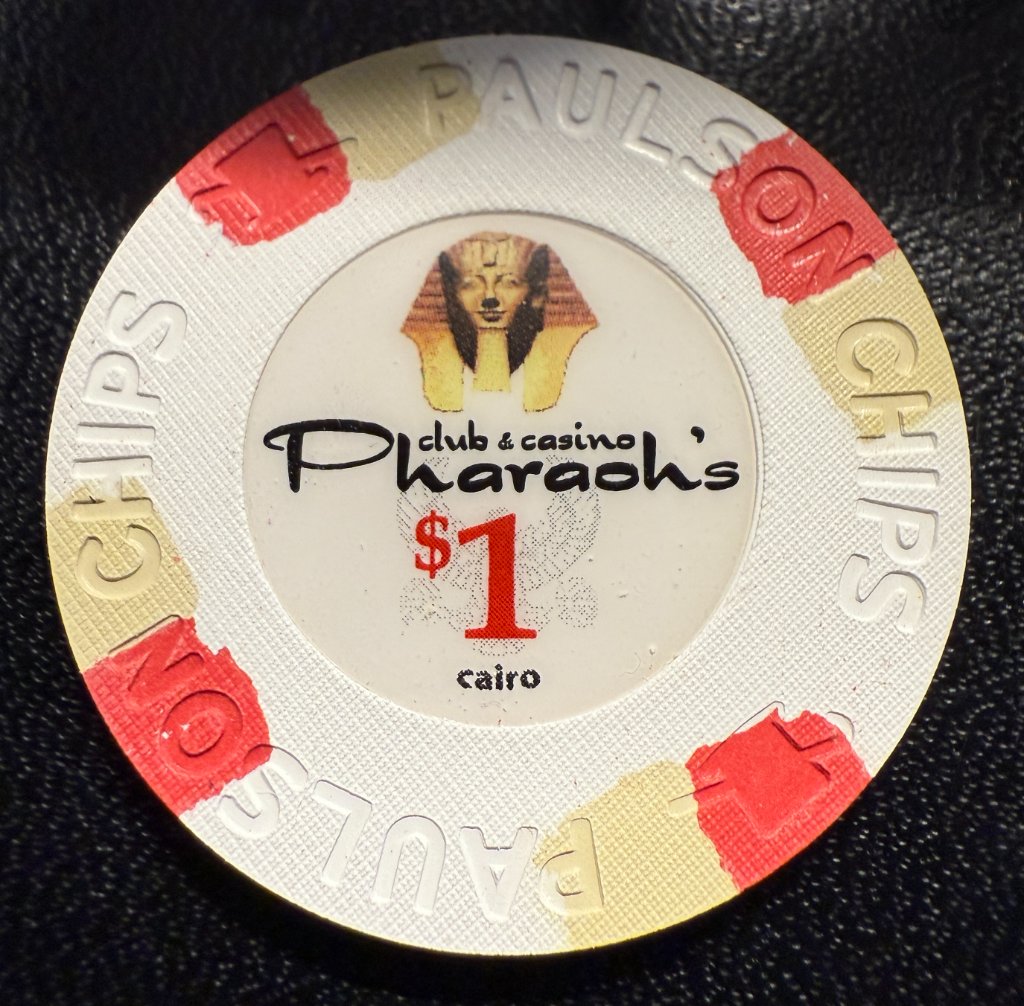 PAULSON CHIPS
club & casino
Pharaoh's
$1
cairo
PAULSON CHIPS